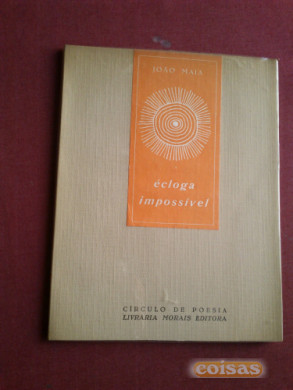 JOÃO MAIA
écloga
impossível
CÍRCULO DE POESIA
LIVRARIA MORAIS EDITORA
coisas